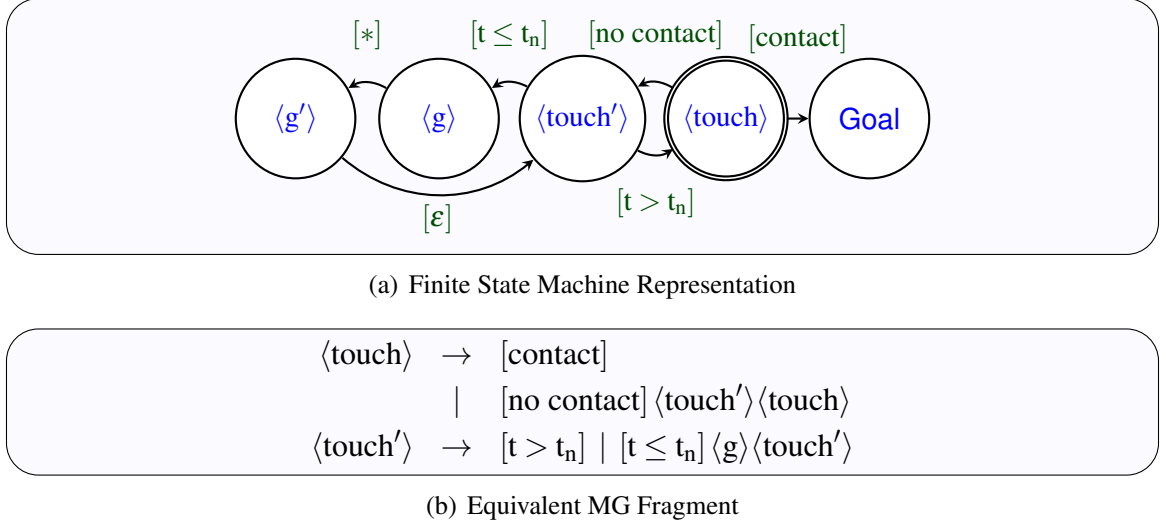 [∗] [t ≤ tₙ] [no contact] [contact]
⟨g′⟩ ⟨g⟩ ⟨touch′⟩ ⟨touch⟩ Goal
[ε] [t > tₙ]
(a) Finite State Machine Representation
⟨touch⟩ → [contact]
| [no contact] ⟨touch′⟩⟨touch⟩
⟨touch′⟩ → [t > tₙ] | [t ≤ tₙ] ⟨g⟩⟨touch′⟩
(b) Equivalent MG Fragment